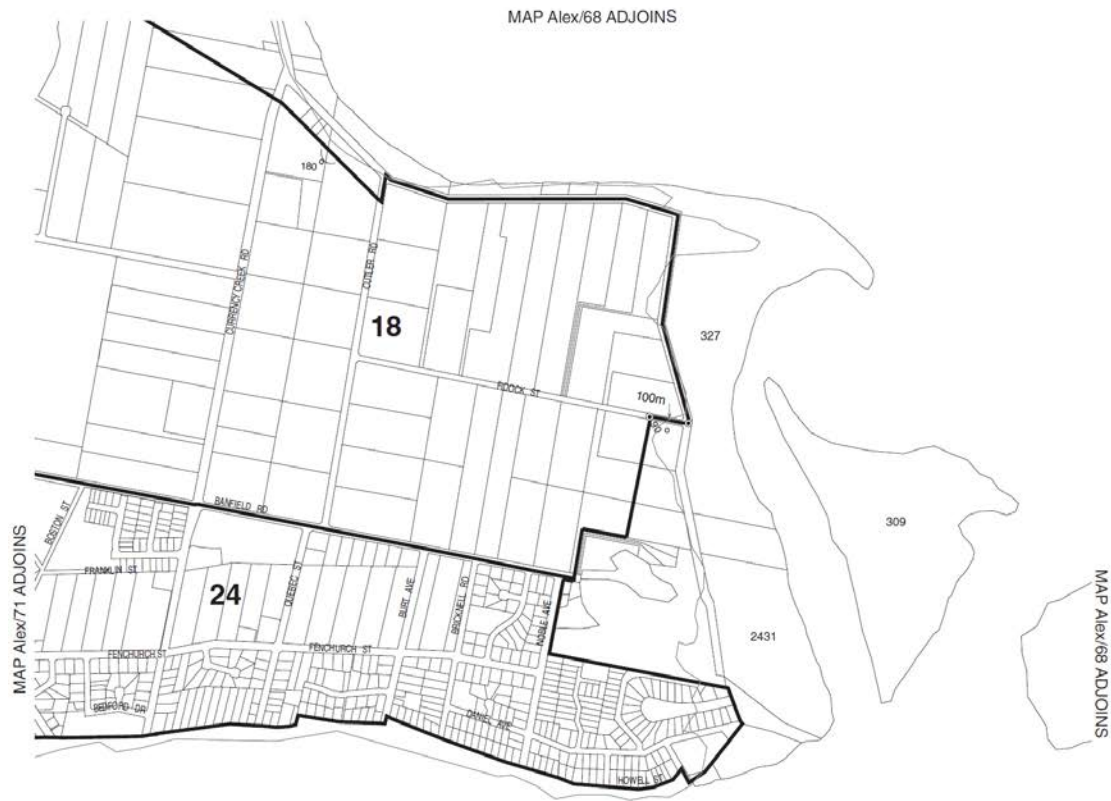 MAP Alex/68 ADJOINS
180
CURRENCY CREEK RD
CUTLER RD
18
327
FIDOCK ST
100m
BANFIELD RD
309
BOSTON ST
MAP Alex/71 ADJOINS
FRANKLIN ST
24
QUEBEC ST
BURT AVE
BRICKNELL RD
NOBLE AVE
MAP Alex/68 ADJOINS
2431
FENCHURCH ST
FENCHURCH ST
BEDFORD DR
DANIEL AVE
HOWELL ST